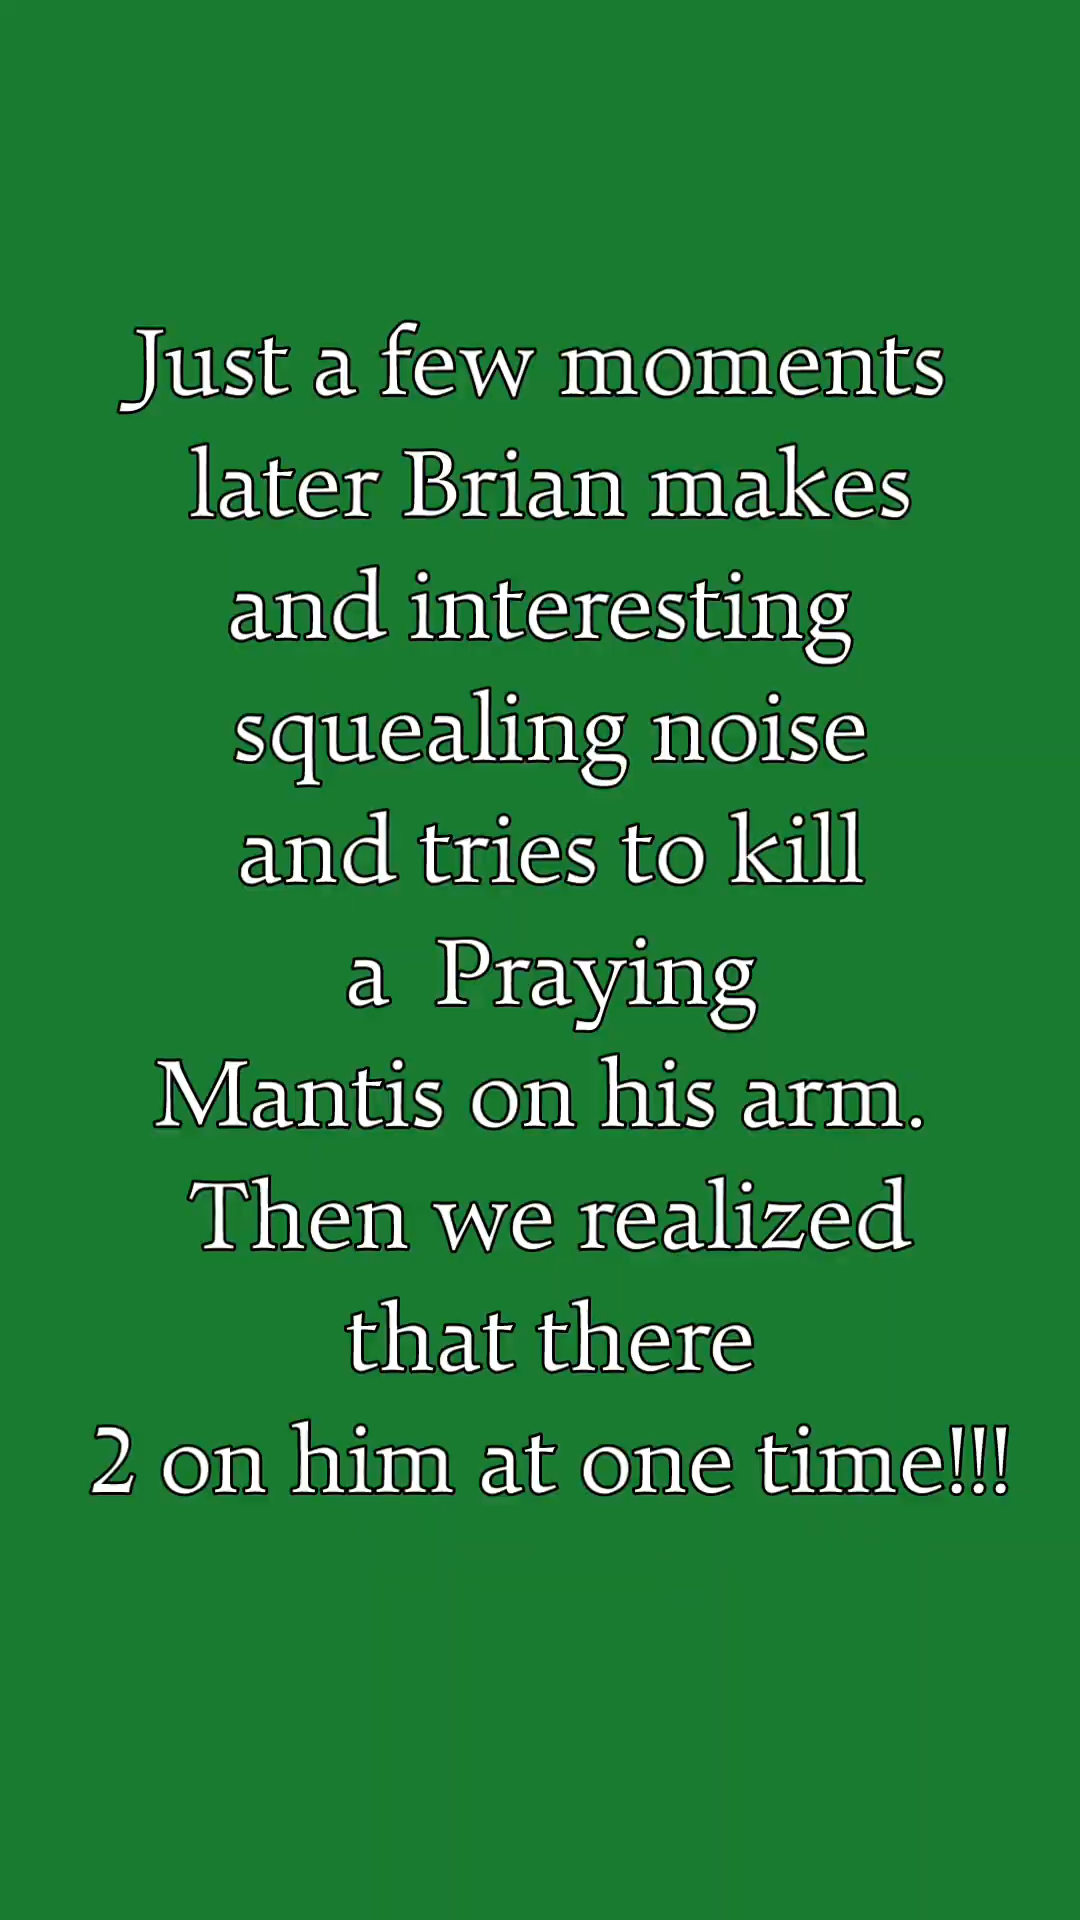 Just a few moments
later Brian makes
and interesting
squealing noise
and tries to kill
a  Praying
Mantis on his arm.
Then we realized
that there
2 on him at one time!!!